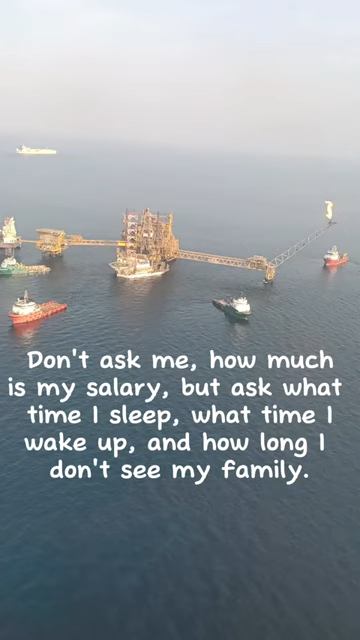 Don't ask me, how much
is my salary, but ask what
time I sleep, what time I
wake up, and how long I
don't see my family.